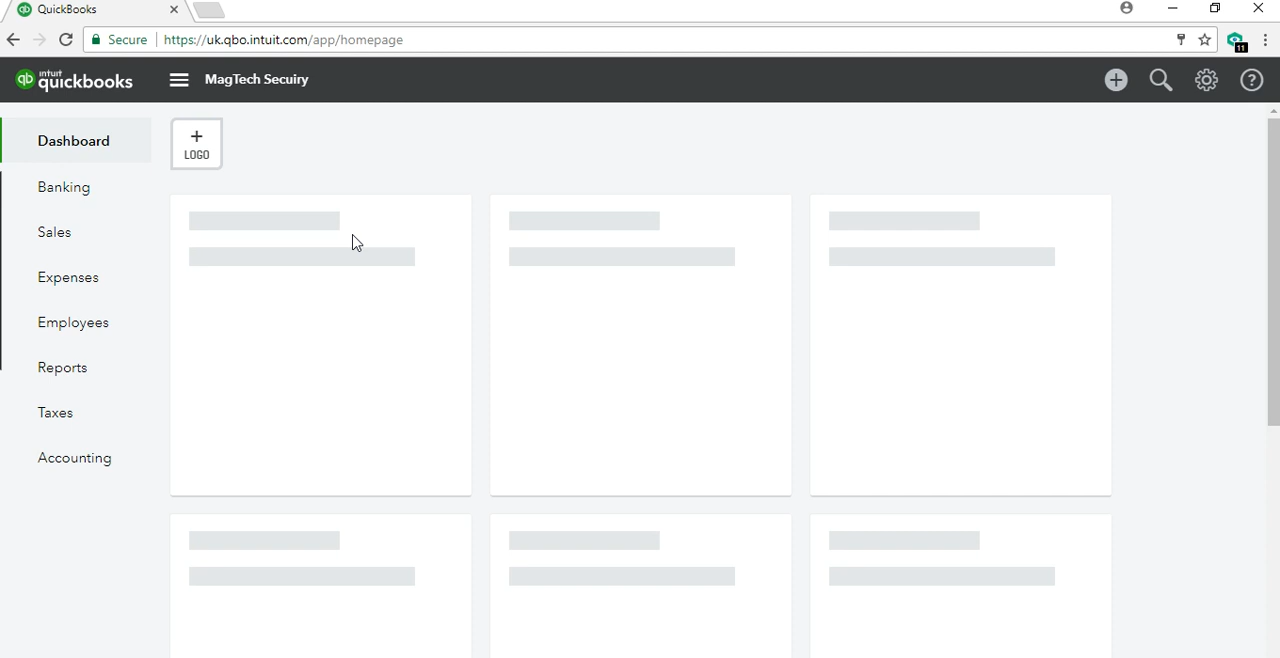 QuickBooks
Secure https://uk.qbo.intuit.com/app/homepage
11
qb intuit quickbooks MagTech Secuiry
Dashboard
+ LOGO
Banking
Sales
Expenses
Employees
Reports
Taxes
Accounting